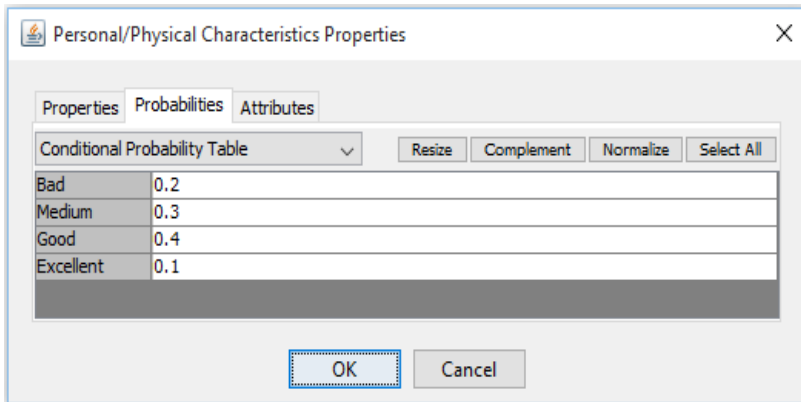 Personal/Physical Characteristics Properties
Properties Probabilities Attributes
Conditional Probability Table Resize Complement Normalize Select All
Bad 0.2
Medium 0.3
Good 0.4
Excellent 0.1
OK Cancel